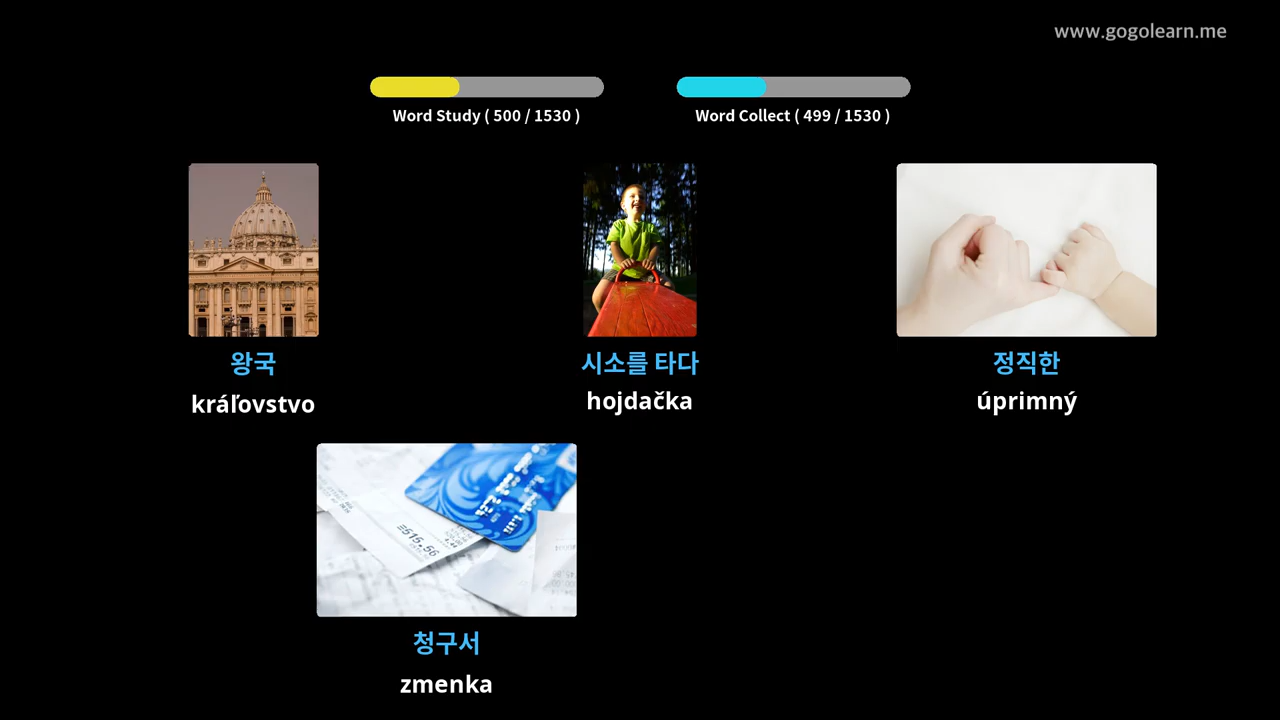 www.gogolearn.me
Word Study ( 500 / 1530 )
Word Collect ( 499 / 1530 )
왕국
kráľovstvo
시소를 타다
hojdačka
정직한
úprimný
청구서
zmenka